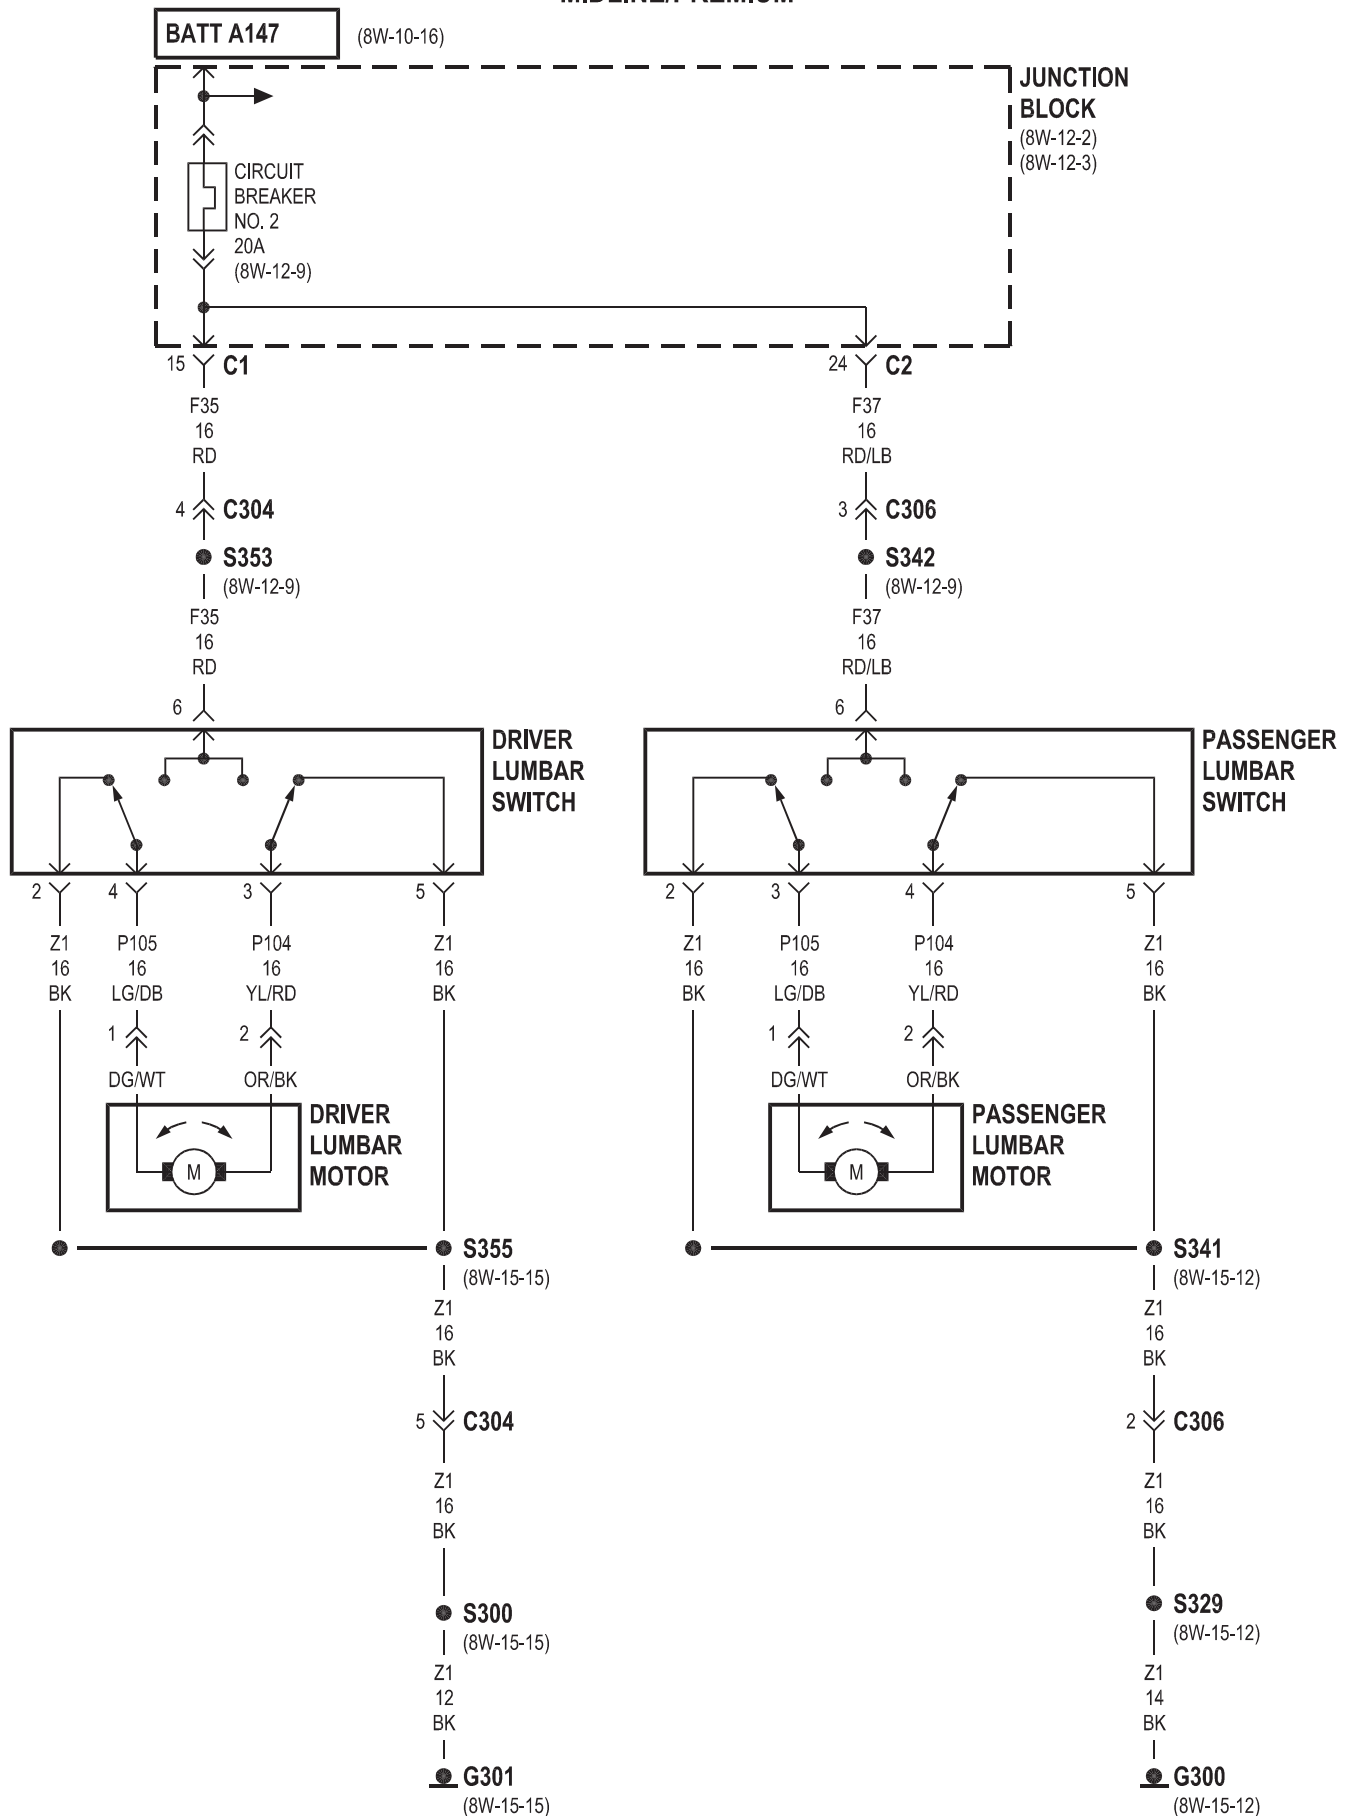 BATT A147
(8W-10-16)
JUNCTION
BLOCK
(8W-12-2)
(8W-12-3)
CIRCUIT
BREAKER
NO. 2
20A
(8W-12-9)
15 C1
24 C2
F35
16
RD
F37
16
RD/LB
4 C304
3 C306
S353
(8W-12-9)
S342
(8W-12-9)
F35
16
RD
F37
16
RD/LB
6
6
DRIVER
LUMBAR
SWITCH
PASSENGER
LUMBAR
SWITCH
2 4 3 5
2 3 4 5
Z1 P105 P104 Z1
16 16 16 16
BK LG/DB YL/RD BK
Z1 P105 P104 Z1
16 16 16 16
BK LG/DB YL/RD BK
1 2
1 2
DG/WT OR/BK
DG/WT OR/BK
DRIVER
LUMBAR
MOTOR
M
PASSENGER
LUMBAR
MOTOR
M
S355
(8W-15-15)
S341
(8W-15-12)
Z1
16
BK
Z1
16
BK
5 C304
2 C306
Z1
16
BK
Z1
16
BK
S300
(8W-15-15)
S329
(8W-15-12)
Z1
12
BK
Z1
14
BK
G301
(8W-15-15)
G300
(8W-15-12)